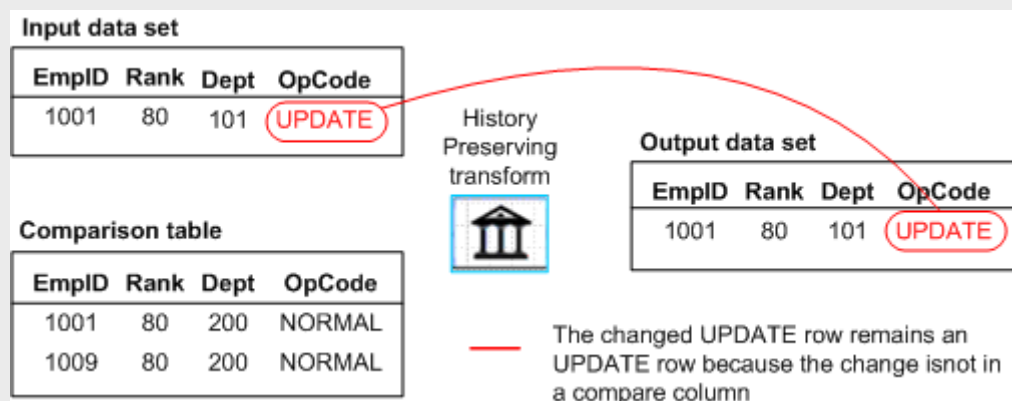 Input data set
EmpID Rank Dept OpCode
1001 80 101 UPDATE
History
Preserving
transform
Output data set
EmpID Rank Dept OpCode
1001 80 101 UPDATE
Comparison table
EmpID Rank Dept OpCode
1001 80 200 NORMAL
1009 80 200 NORMAL
The changed UPDATE row remains an
UPDATE row because the change isnot in
a compare column